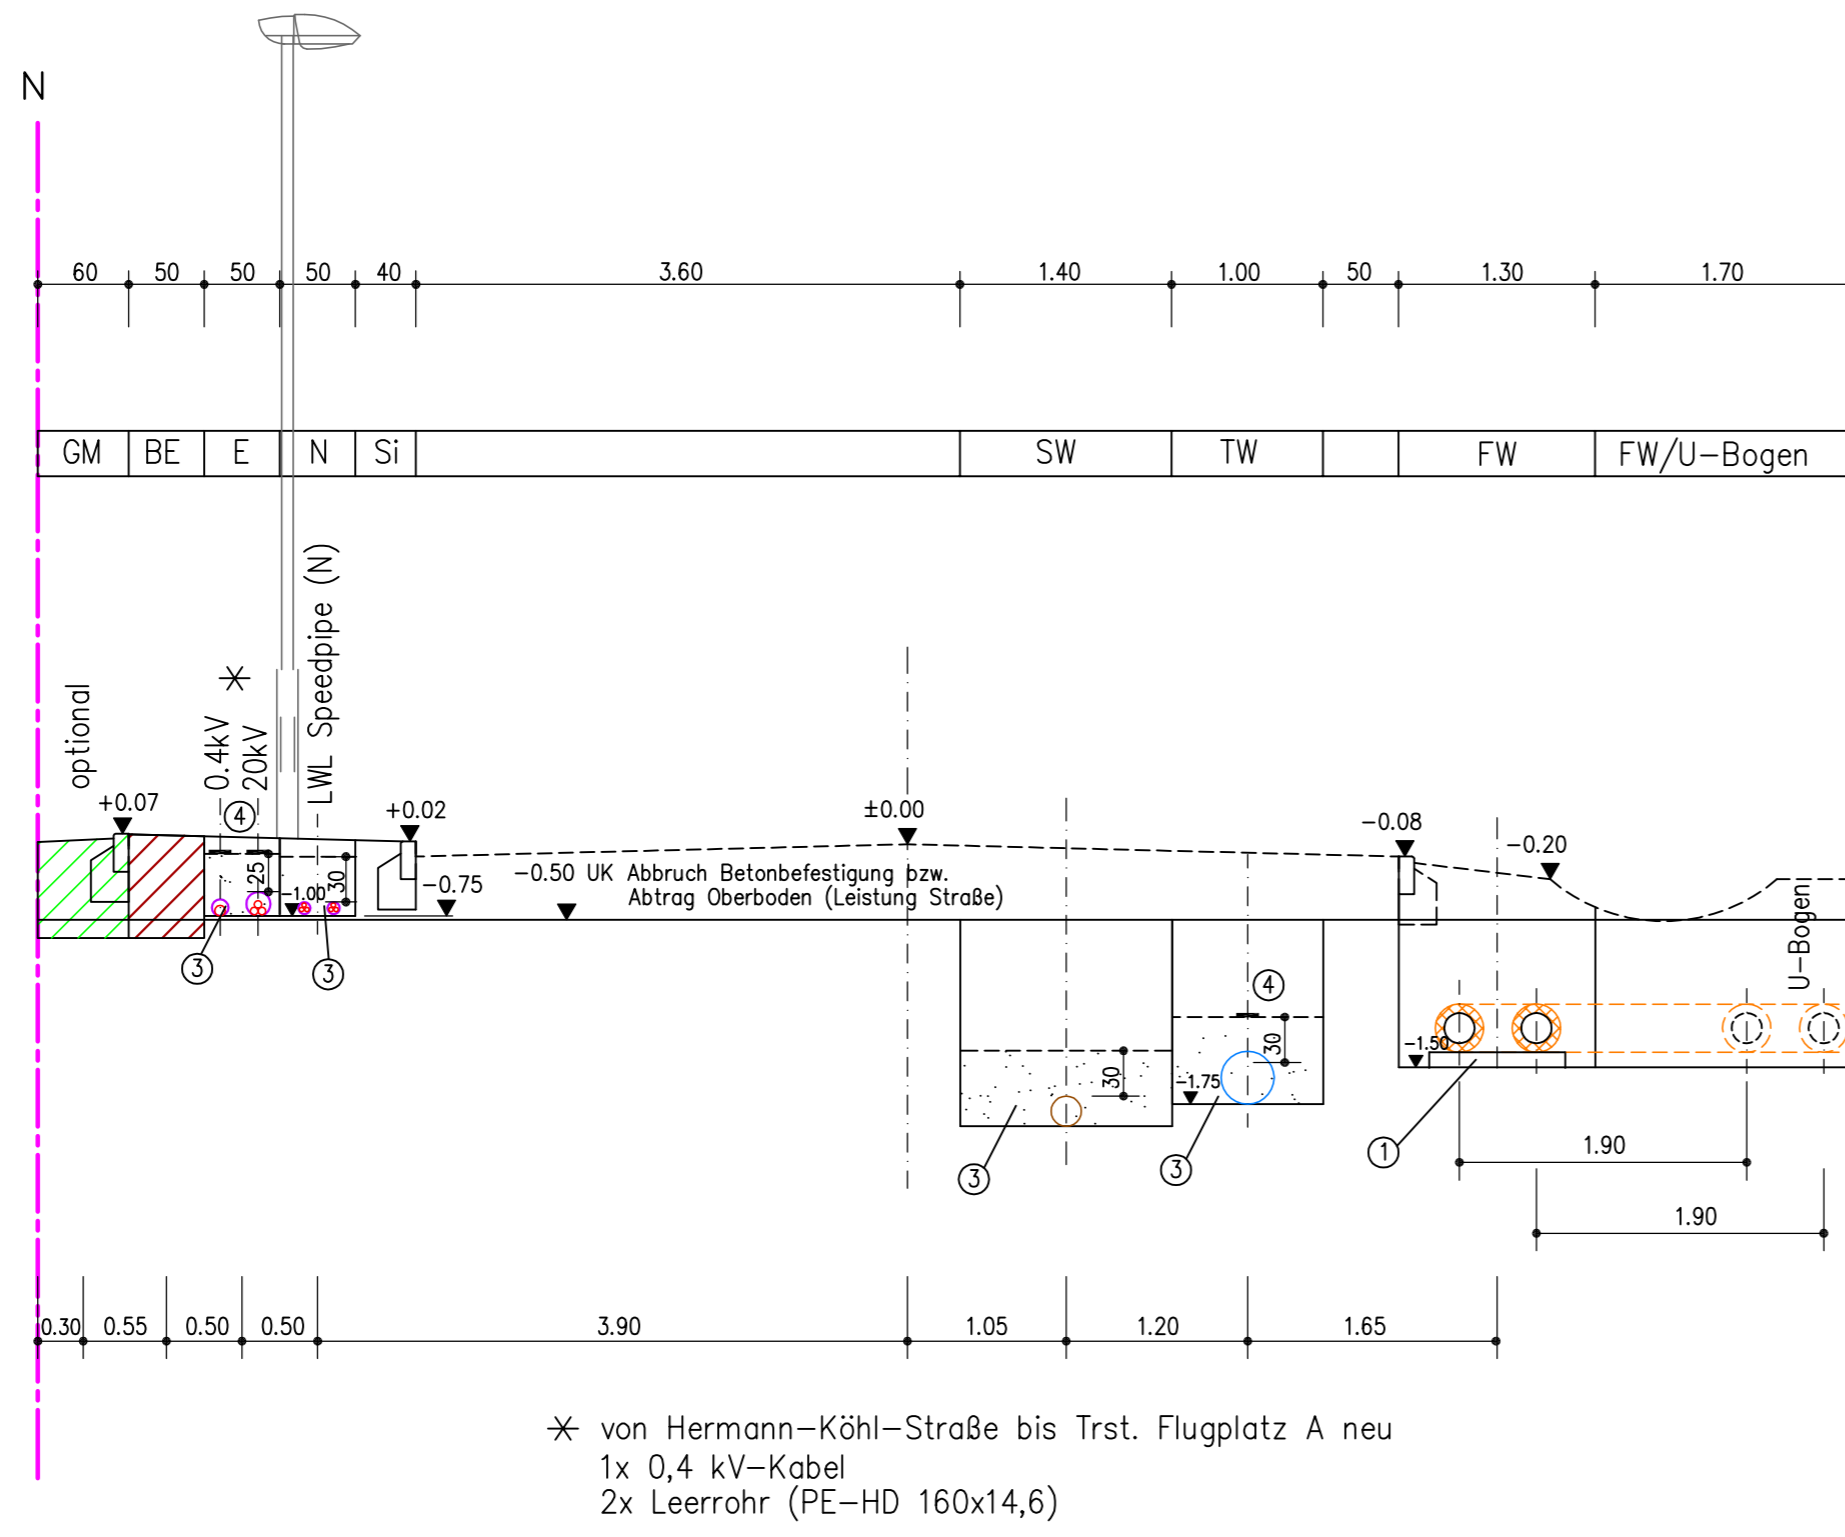 N
60 50 50 50 40 3.60 1.40 1.00 50 1.30 1.70
GM BE E N Si SW TW FW FW/U-Bogen
optional
0.4kV
20kV
LWL Speedpipe (N)
+0.07
4
+0.02
±0.00
-0.08
-0.20
25
-1.00
30
-0.75
-0.50 UK Abbruch Betonbefestigung bzw.
Abtrag Oberboden (Leistung Straße)
U-Bogen
3
3
4
30
-1.75
30
-1.50
3
3
1
1.90
1.90
0.30 0.55 0.50 0.50 3.90 1.05 1.20 1.65
* von Hermann-Köhl-Straße bis Trst. Flugplatz A neu
1x 0,4 kV-Kabel
2x Leerrohr (PE-HD 160x14,6)